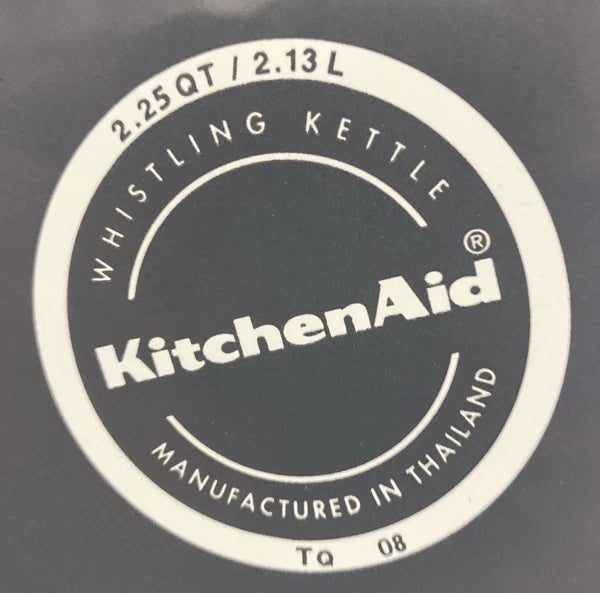 2.25 QT / 2.13 L
WHISTLING KETTLE
KitchenAid®
MANUFACTURED IN THAILAND
TQ 08